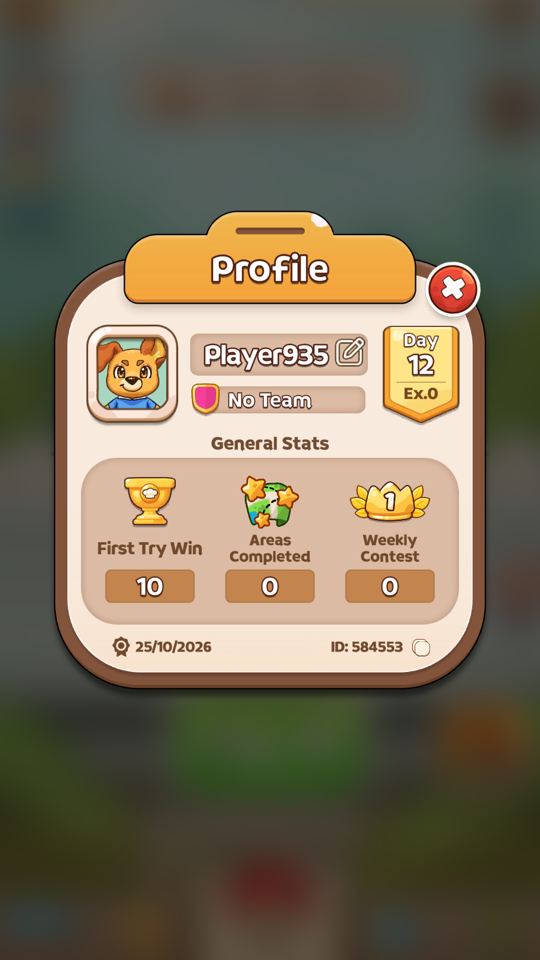 Profile
Player935
No Team
Day
12
Ex.0
General Stats
1
First Try Win
Areas
Completed
Weekly
Contest
10
0
0
25/10/2026
ID: 584553